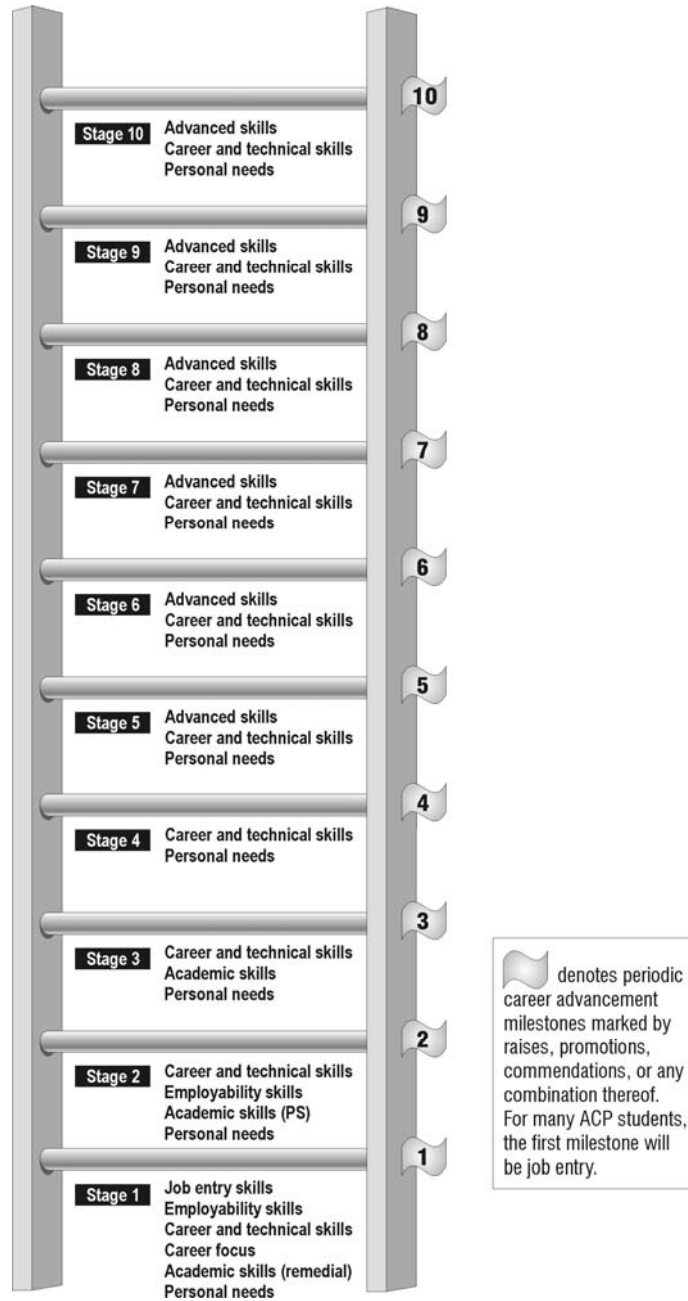 10
Stage 10
Advanced skills
Career and technical skills
Personal needs
9
Stage 9
Advanced skills
Career and technical skills
Personal needs
8
Stage 8
Advanced skills
Career and technical skills
Personal needs
7
Stage 7
Advanced skills
Career and technical skills
Personal needs
6
Stage 6
Advanced skills
Career and technical skills
Personal needs
5
Stage 5
Advanced skills
Career and technical skills
Personal needs
4
Stage 4
Career and technical skills
Personal needs
3
Stage 3
Career and technical skills
Academic skills
Personal needs
2
Stage 2
Career and technical skills
Employability skills
Academic skills (PS)
Personal needs
1
Stage 1
Job entry skills
Employability skills
Career and technical skills
Career focus
Academic skills (remedial)
Personal needs
denotes periodic
career advancement
milestones marked by
raises, promotions,
commendations, or any
combination thereof.
For many ACP students,
the first milestone will
be job entry.